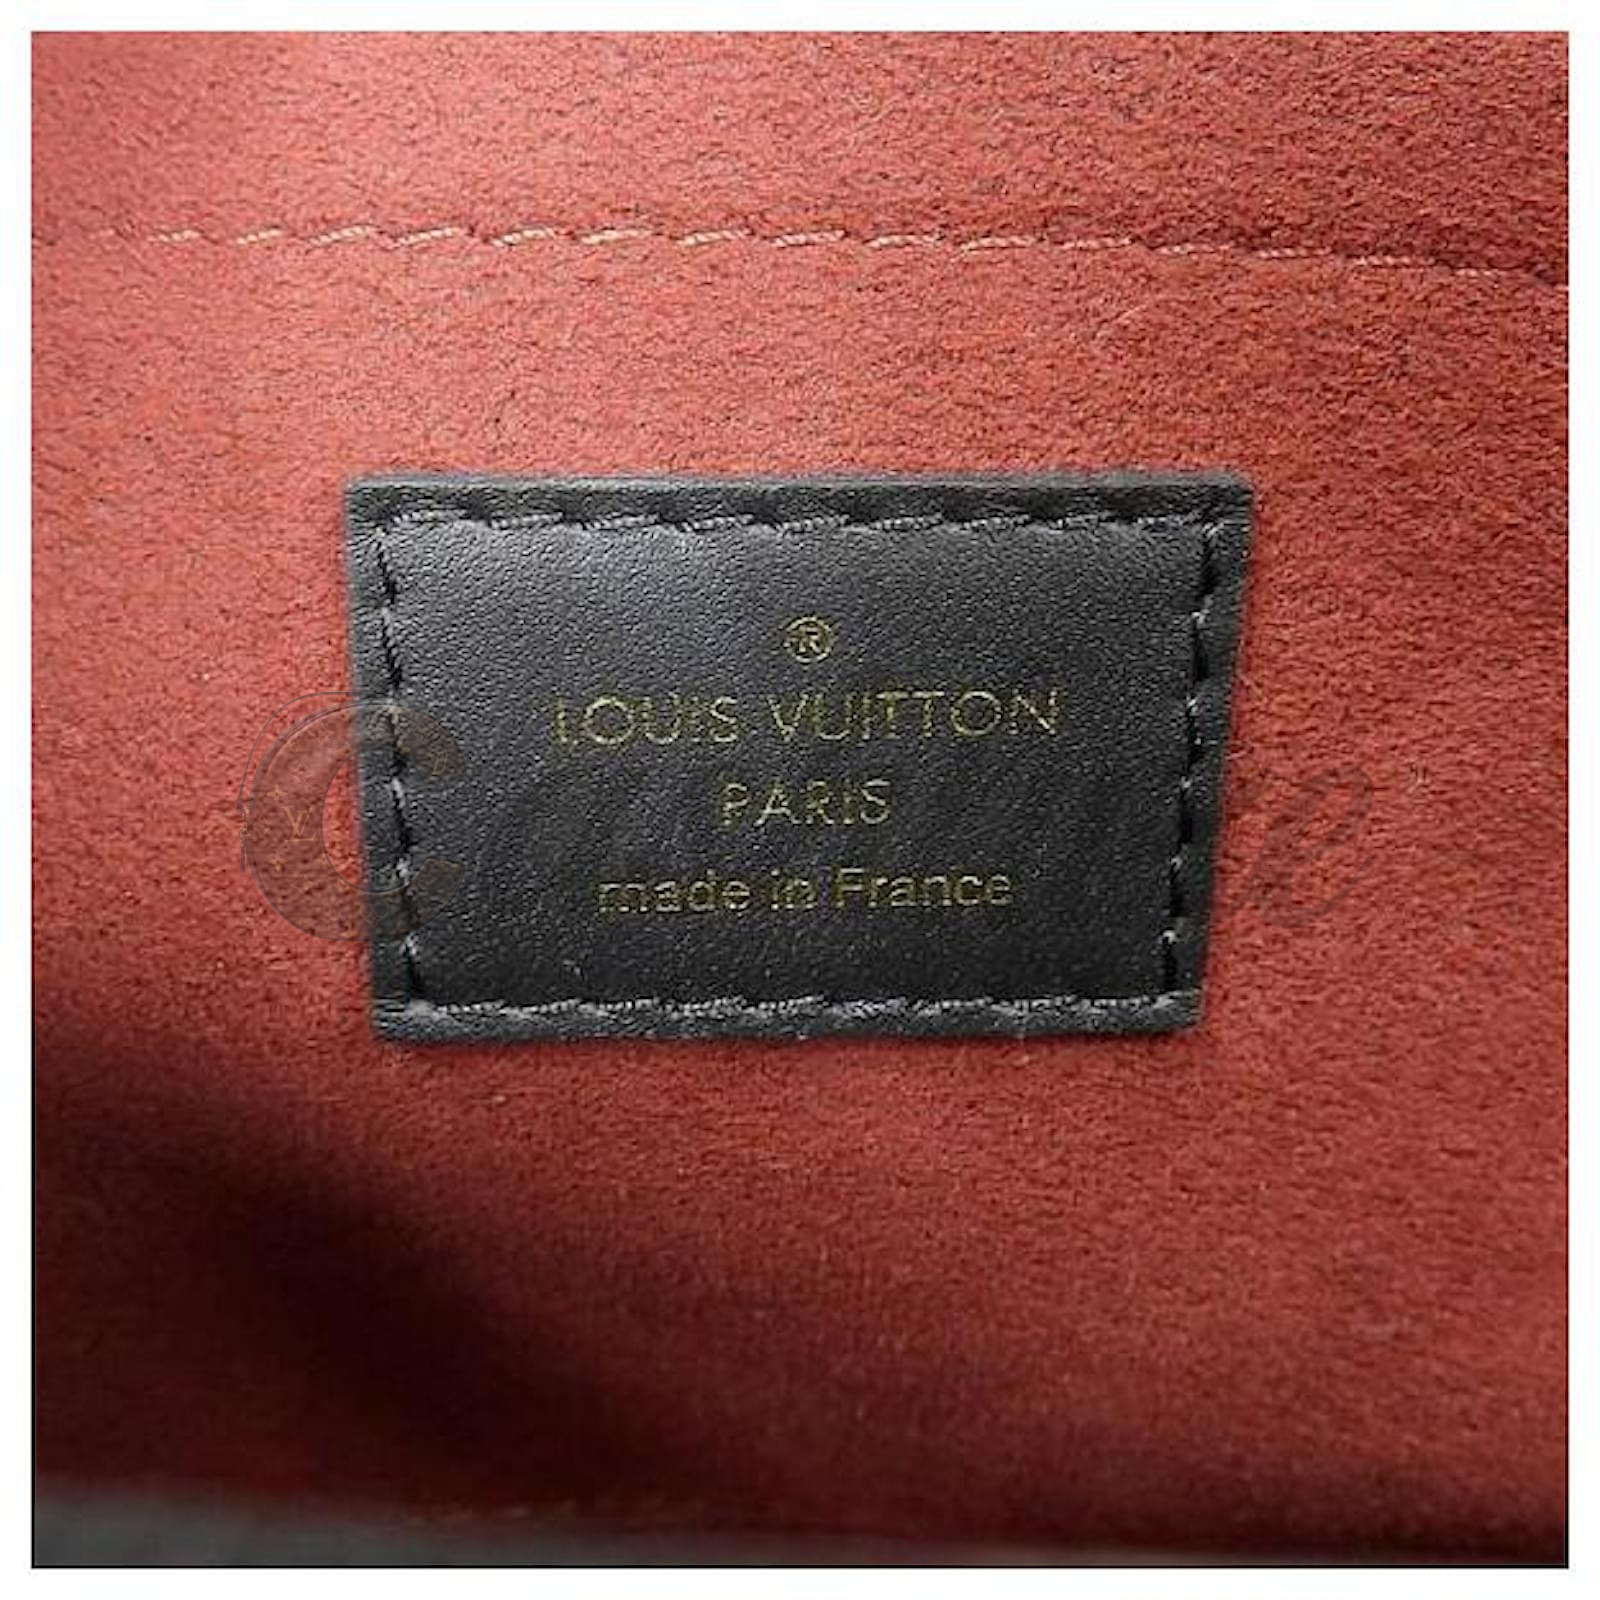 ®
LOUIS VUITTON
PARIS
made in France